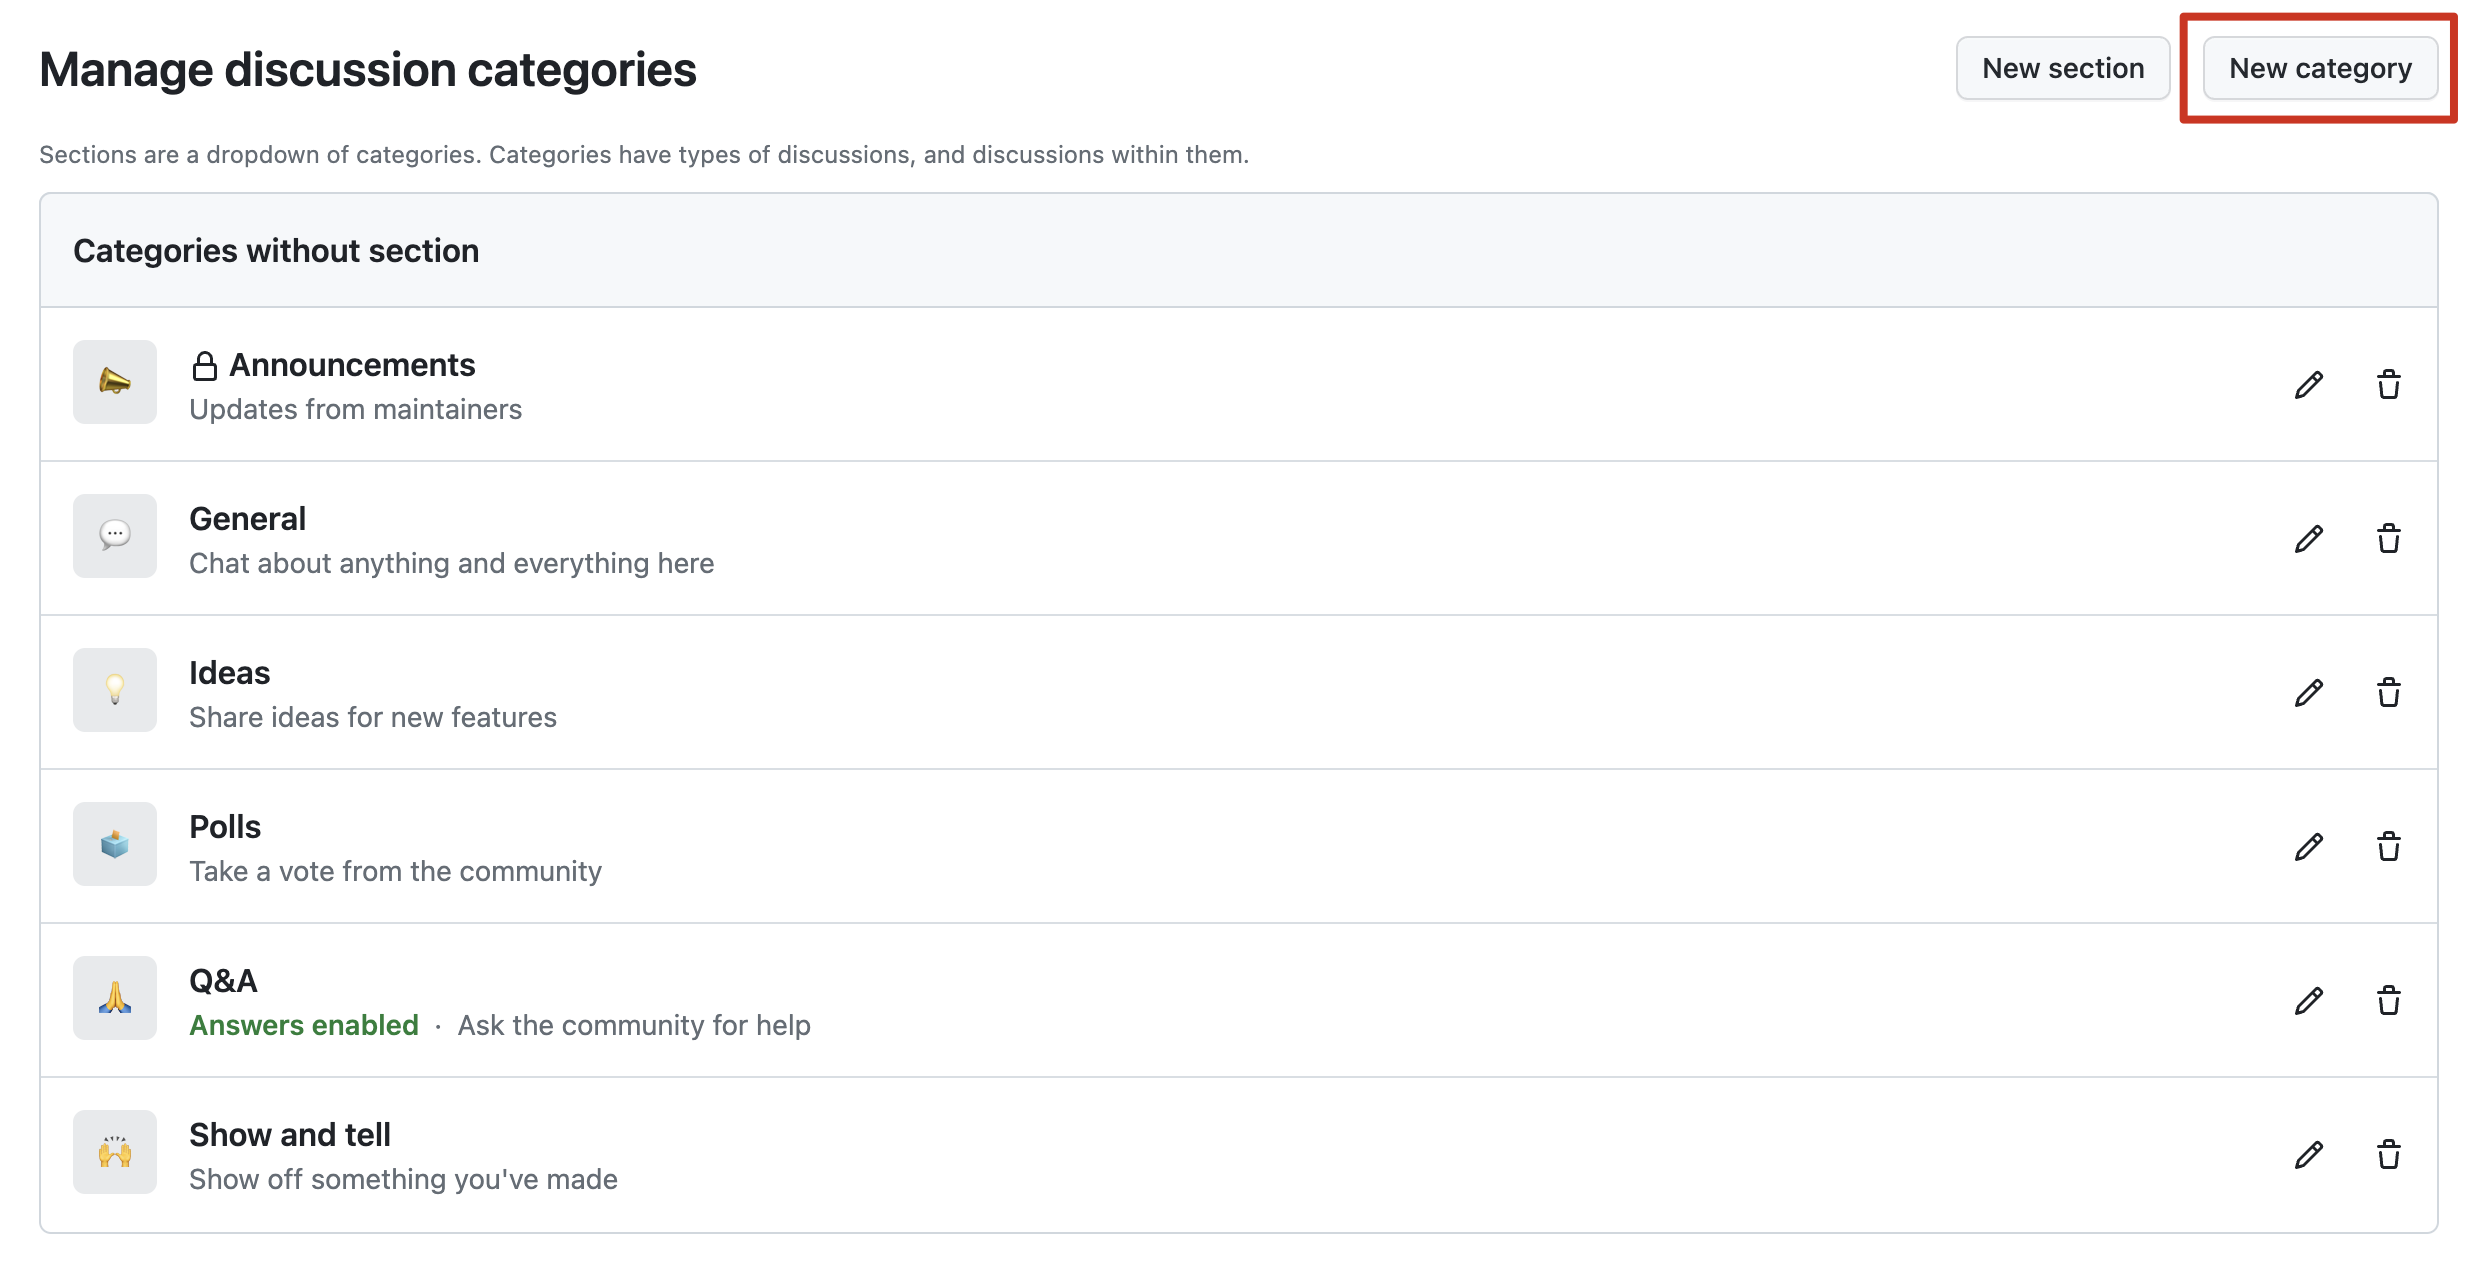 Manage discussion categories
New section
New category
Sections are a dropdown of categories. Categories have types of discussions, and discussions within them.
Categories without section
Announcements
Updates from maintainers
General
Chat about anything and everything here
Ideas
Share ideas for new features
Polls
Take a vote from the community
Q&A
Answers enabled · Ask the community for help
Show and tell
Show off something you've made